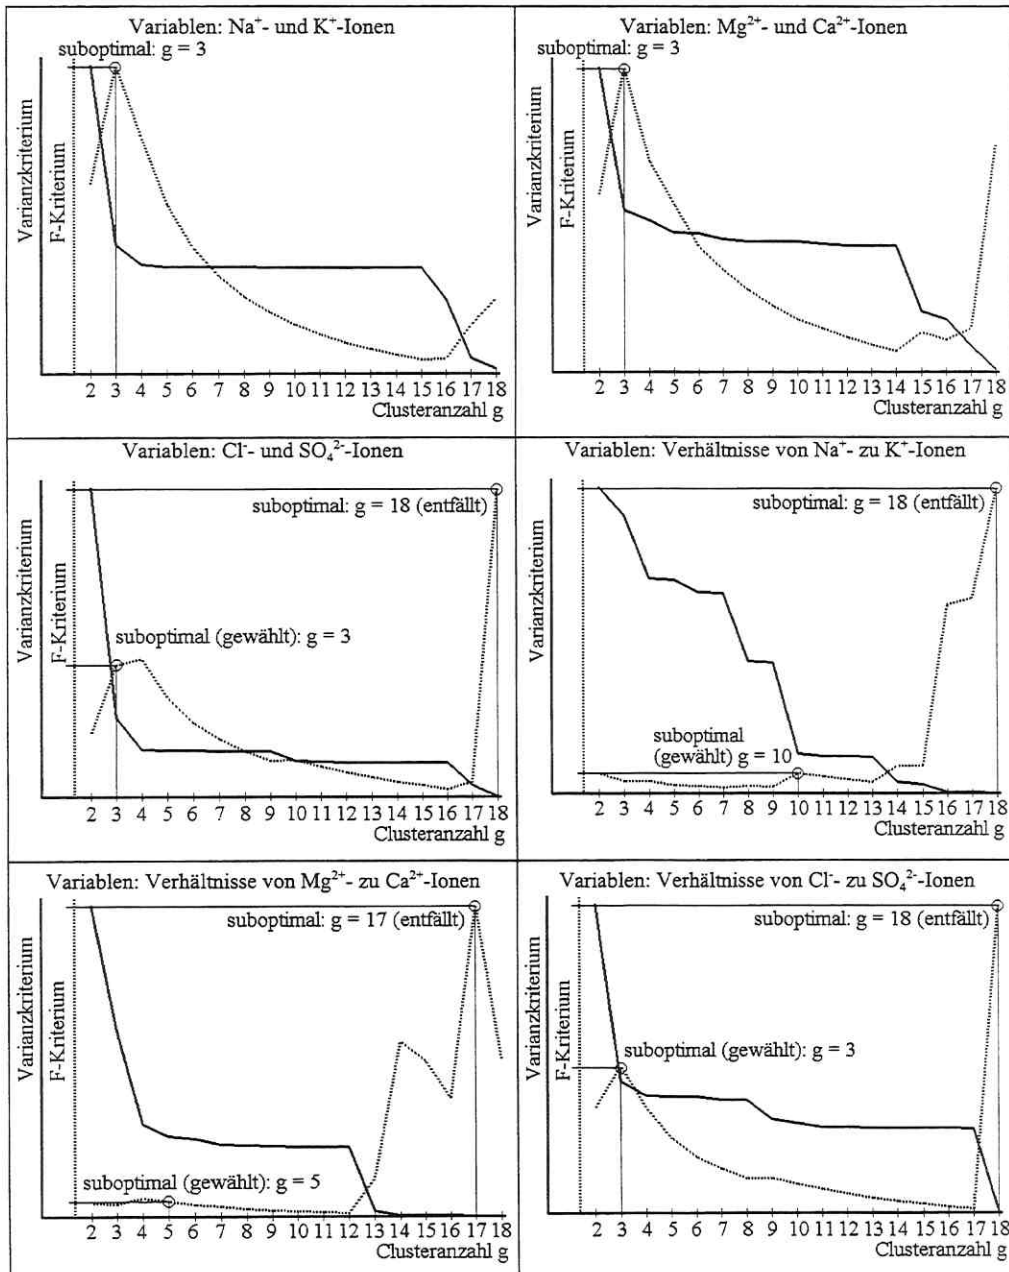 Variablen: Na⁺- und K⁺-Ionen
suboptimal: g = 3
Varianzkriterium
F-Kriterium
2 3 4 5 6 7 8 9 10 11 12 13 14 15 16 17 18
Clusteranzahl g
Variablen: Mg²⁺- und Ca²⁺-Ionen
suboptimal: g = 3
Varianzkriterium
F-Kriterium
2 3 4 5 6 7 8 9 10 11 12 13 14 15 16 17 18
Clusteranzahl g
Variablen: Cl⁻- und SO₄²⁻-Ionen
suboptimal: g = 18 (entfällt)
suboptimal (gewählt): g = 3
Varianzkriterium
F-Kriterium
2 3 4 5 6 7 8 9 10 11 12 13 14 15 16 17 18
Clusteranzahl g
Variablen: Verhältnisse von Na⁺- zu K⁺-Ionen
suboptimal: g = 18 (entfällt)
suboptimal
(gewählt) g = 10
Varianzkriterium
2 3 4 5 6 7 8 9 10 11 12 13 14 15 16 17 18
Clusteranzahl g
Variablen: Verhältnisse von Mg²⁺- zu Ca²⁺-Ionen
suboptimal: g = 17 (entfällt)
suboptimal (gewählt): g = 5
Varianzkriterium
F-Kriterium
2 3 4 5 6 7 8 9 10 11 12 13 14 15 16 17 18
Clusteranzahl g
Variablen: Verhältnisse von Cl⁻- zu SO₄²⁻-Ionen
suboptimal: g = 18 (entfällt)
suboptimal (gewählt): g = 3
Varianzkriterium
F-Kriterium
2 3 4 5 6 7 8 9 10 11 12 13 14 15 16 17 18
Clusteranzahl g